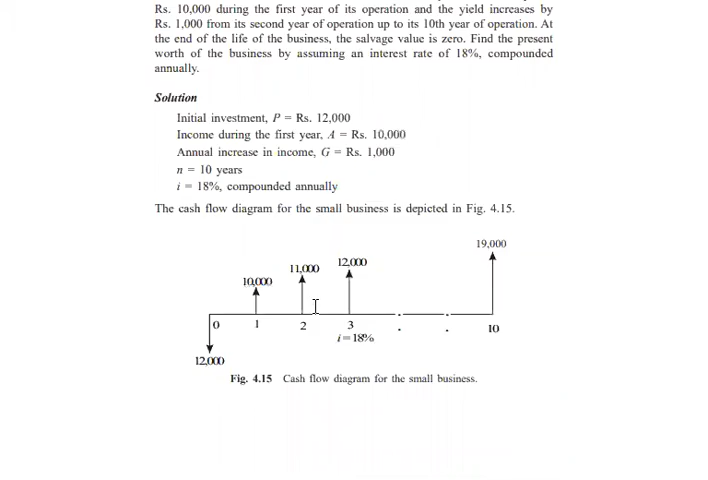 Rs. 10,000 during the first year of its operation and the yield increases by
Rs. 1,000 from its second year of operation up to its 10th year of operation. At
the end of the life of the business, the salvage value is zero. Find the present
worth of the business by assuming an interest rate of 18%, compounded
annually.
Solution
Initial investment, P = Rs. 12,000
Income during the first year, A = Rs. 10,000
Annual increase in income, G = Rs. 1,000
n = 10 years
i = 18%, compounded annually
The cash flow diagram for the small business is depicted in Fig. 4.15.
19,000
12,000
11,000
10,000
0 1 2 3 . . 10
i=18%
12,000
Fig. 4.15 Cash flow diagram for the small business.